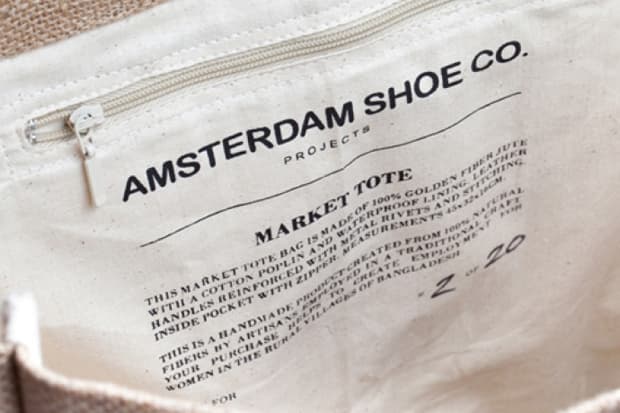 AMSTERDAM SHOE CO.
PROJECTS
MARKET TOTE
THIS MARKET TOTE BAG IS MADE OF 100% GOLDEN FIBER JUTE
WITH A COTTON POPLIN AND WATERPROOF LINING. LEATHER
HANDLES REINFORCED WITH METAL RIVETS AND STITCHING.
INSIDE POCKET WITH ZIPPER. MEASUREMENTS 45x32x16CM.
THIS IS A HANDMADE PRODUCT CREATED FROM 100% NATURAL
FIBERS BY ARTISANS EMPLOYED IN A TRADITIONAL CRAFT
YOUR PURCHASE HELPS TO CREATE EMPLOYMENT FOR
WOMEN IN THE RURAL VILLAGES OF BANGLADESH
2 OF 20
FOR